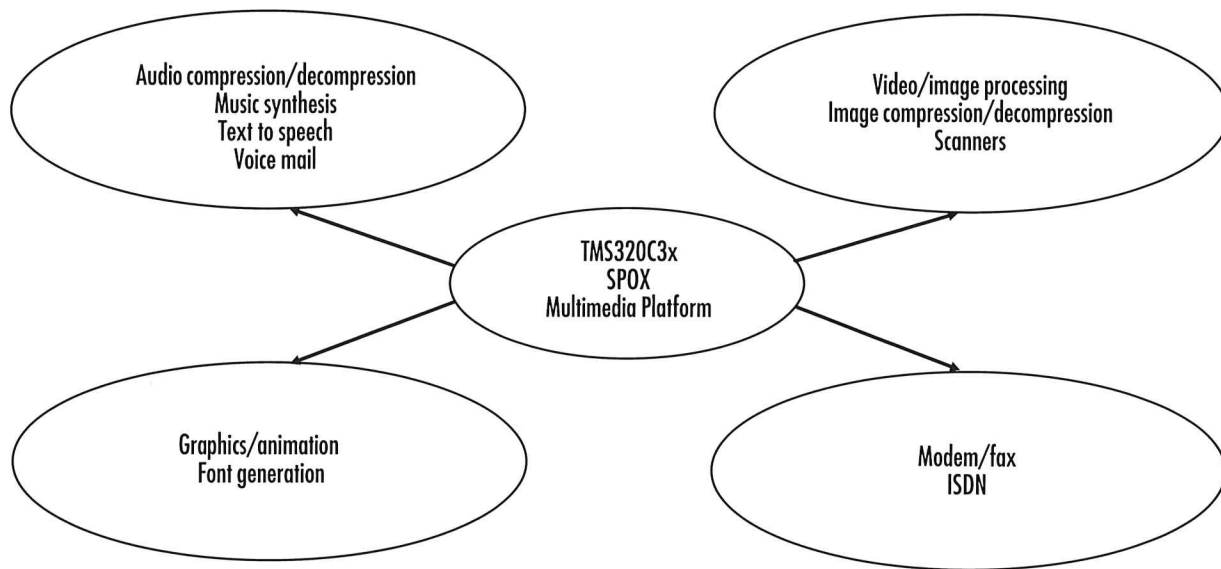 Audio compression/decompression
Music synthesis
Text to speech
Voice mail
Video/image processing
Image compression/decompression
Scanners
TMS320C3x
SPOX
Multimedia Platform
Graphics/animation
Font generation
Modem/fax
ISDN